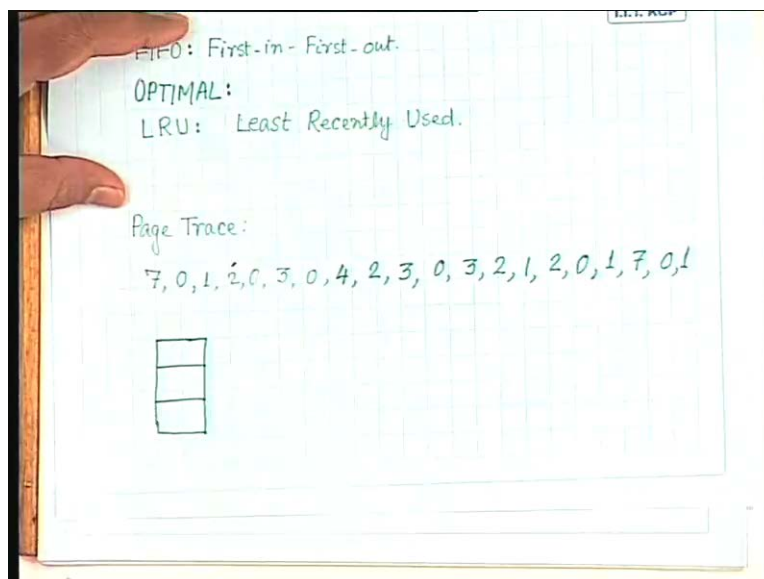 I.I.T. KGP
FIFO: First-in-First-out.
OPTIMAL:
LRU: Least Recently Used.
Page Trace:
7, 0, 1, 2, 0, 3, 0, 4, 2, 3, 0, 3, 2, 1, 2, 0, 1, 7, 0, 1